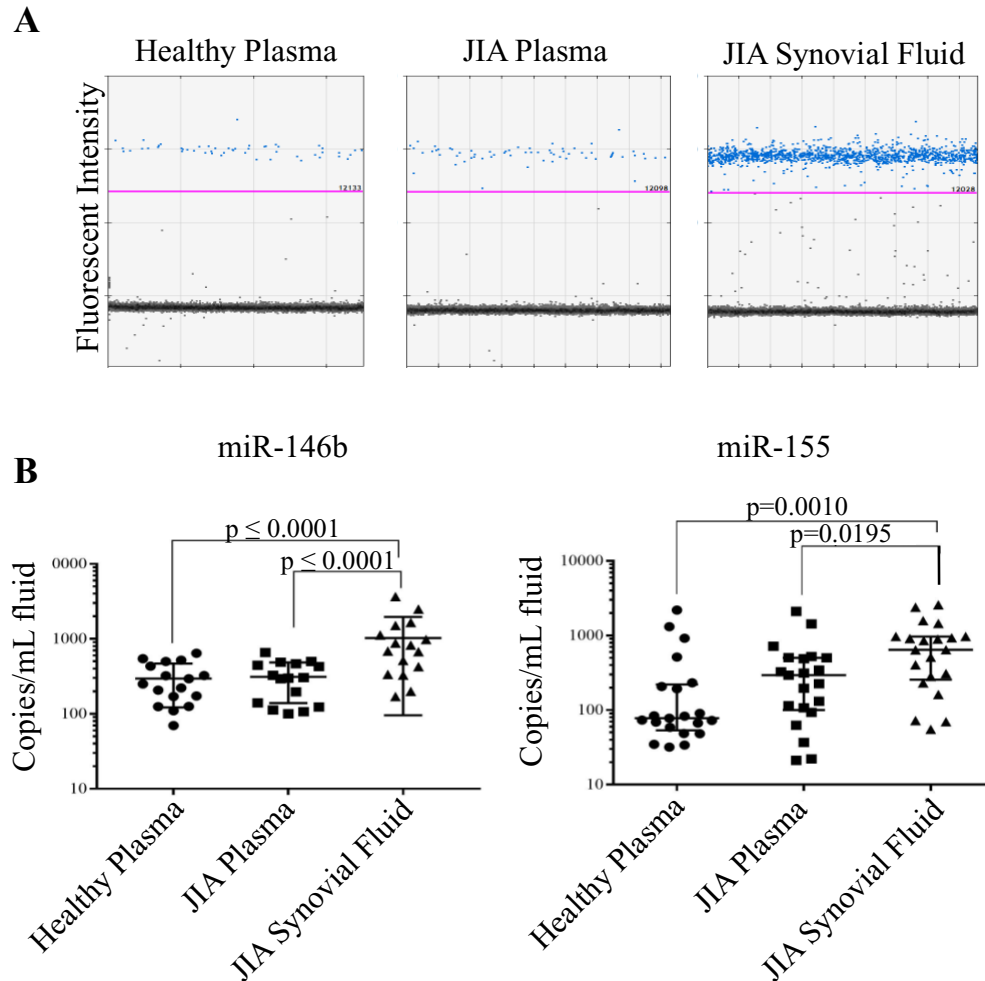 A
Healthy Plasma
JIA Plasma
JIA Synovial Fluid
Fluorescent Intensity
12133
12098
12028
B
miR-146b
miR-155
p ≤ 0.0001
p ≤ 0.0001
0000
1000
100
10
Copies/mL fluid
Healthy Plasma
JIA Plasma
JIA Synovial Fluid
p=0.0010
p=0.0195
10000
1000
100
10
Copies/mL fluid
Healthy Plasma
JIA Plasma
JIA Synovial Fluid